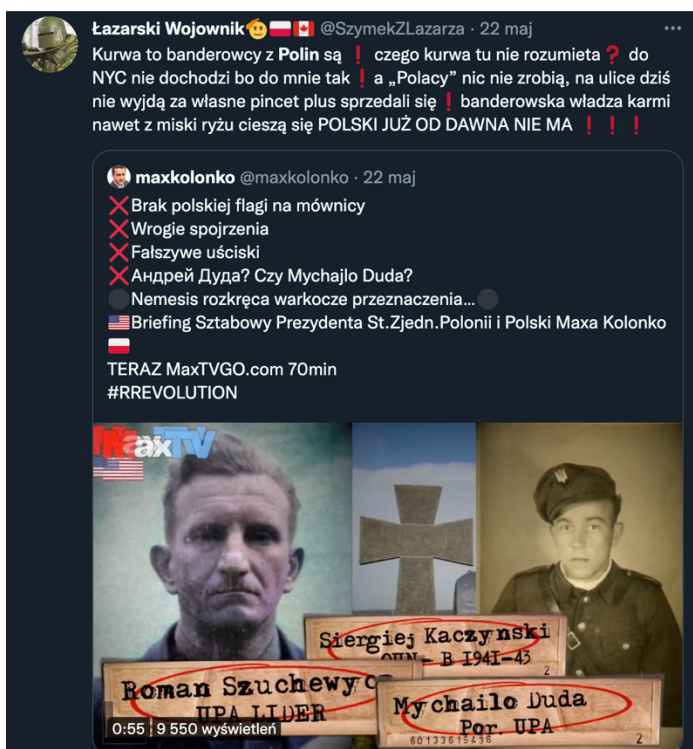 Łazarski Wojownik @SzymekZLazarza · 22 maj
Kurwa to banderowcy z Polin są❗ czego kurwa tu nie rozumieta❓ do
NYC nie dochodzi bo do mnie tak❗a „Polacy” nic nie zrobią, na ulice dziś
nie wyjdą za własne pincet plus sprzedali się❗banderowska władza karmi
nawet z miski ryżu cieszą się POLSKI JUŻ OD DAWNA NIE MA❗❗❗
maxkolonko @maxkolonko · 22 maj
❌Brak polskiej flagi na mównicy
❌Wrogie spojrzenia
❌Fałszywe uściski
❌Андрей Дуда? Czy Mychajlo Duda?
⚫Nemesis rozkręca warkocze przeznaczenia...⚫
🇺🇸Briefing Sztabowy Prezydenta St.Zjedn.Polonii i Polski Maxa Kolonko
🇵🇱
TERAZ MaxTVGO.com 70min
#RREVOLUTION
MaxTV
Siergiej Kaczynski
OUN - B 1941-43
2
Roman Szuchewyc
UPA LIDER
Mychailo Duda
Por. UPA
60133615436
2
0:55 9 550 wyświetleń